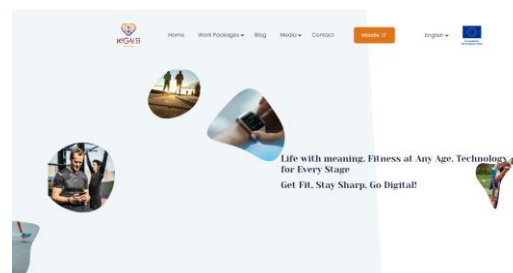 Home
Work Packages
Blog
Media
Contact
Moodle
English
Life with meaning, Fitness at Any Age, Technology
for Every Stage
Get Fit, Stay Sharp, Go Digital!